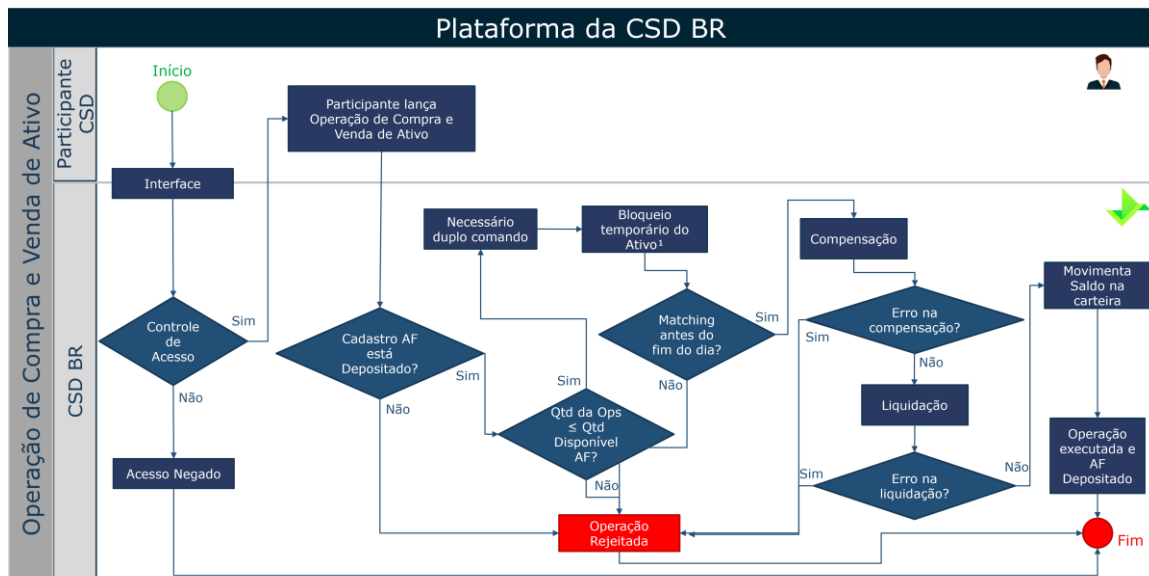 Plataforma da CSD BR
Operação de Compra e Venda de Ativo
Participante
CSD
CSD BR
Início
Participante lança
Operação de Compra e
Venda de Ativo
Interface
Necessário
duplo comando
Bloqueio
temporário do
Ativo¹
Compensação
Movimenta
Saldo na
carteira
Controle
de
Acesso
Sim
Não
Cadastro AF
está
Depositado?
Sim
Não
Matching
antes do
fim do dia?
Sim
Não
Erro na
compensação?
Sim
Não
Qtd da Ops
≤ Qtd
Disponível
AF?
Sim
Não
Liquidação
Acesso Negado
Erro na
liquidação?
Sim
Não
Operação
executada e
AF
Depositado
Operação
Rejeitada
Fim